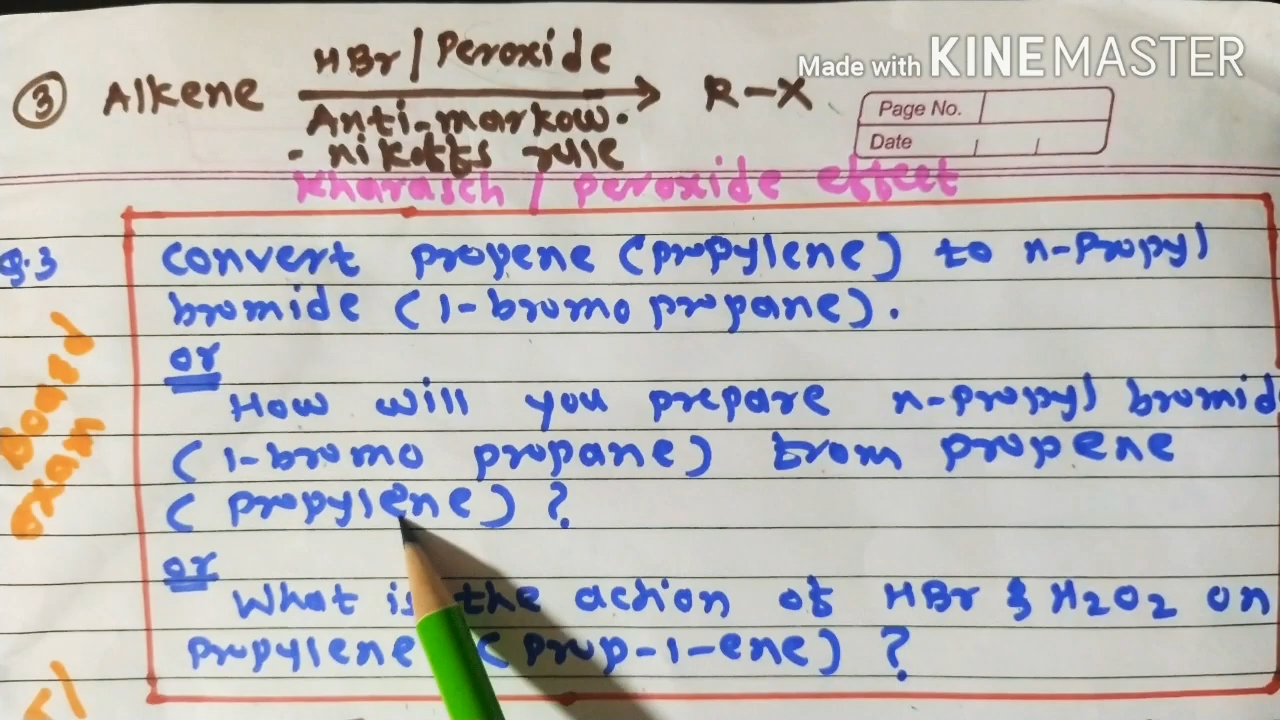 Made with KINEMASTER
HBr / Peroxide
③ Alkene → R-X
Anti-markow-
- nikoffs rule
Page No.
Date
Kharasch / peroxide effect
Q.3 convert propene (propylene) to n-propyl
bromide (1-bromo propane).
or
How will you prepare n-propyl bromid
(1-bromo propane) from propene
(propylene) ?
or
What is the action of HBr & H2O2 on
propylene (prop-1-ene) ?
board
exam